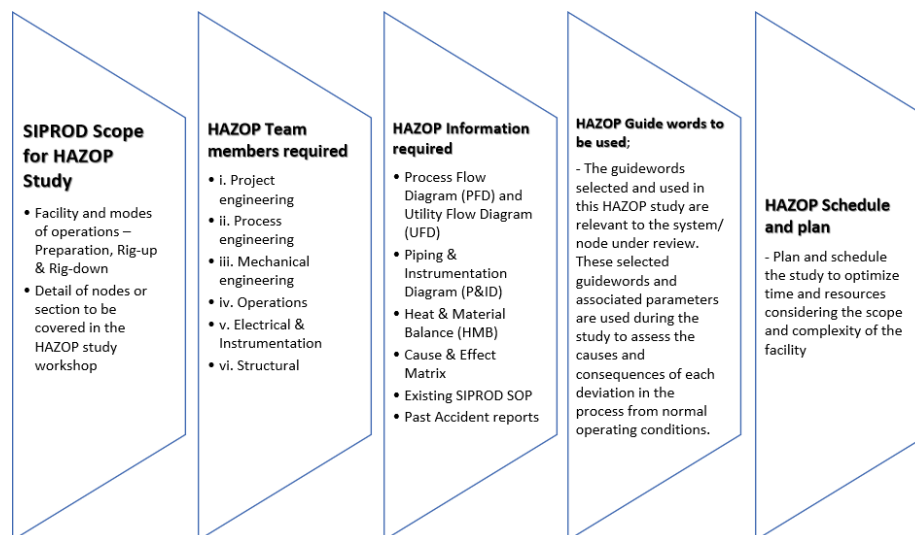 SIPROD Scope
for HAZOP
Study
• Facility and modes
of operations –
Preparation, Rig-up
& Rig-down
• Detail of nodes or
section to be
covered in the
HAZOP study
workshop
HAZOP Team
members required
• i. Project
engineering
• ii. Process
engineering
• iii. Mechanical
engineering
• iv. Operations
• v. Electrical &
Instrumentation
• vi. Structural
HAZOP Information
required
• Process Flow
Diagram (PFD) and
Utility Flow Diagram
(UFD)
• Piping &
Instrumentation
Diagram (P&ID)
• Heat & Material
Balance (HMB)
• Cause & Effect
Matrix
• Existing SIPROD SOP
• Past Accident reports
HAZOP Guide words to
be used;
- The guidewords
selected and used in
this HAZOP study are
relevant to the system/
node under review.
These selected
guidewords and
associated parameters
are used during the
study to assess the
causes and
consequences of each
deviation in the
process from normal
operating conditions.
HAZOP Schedule
and plan
- Plan and schedule
the study to optimize
time and resources
considering the scope
and complexity of the
facility